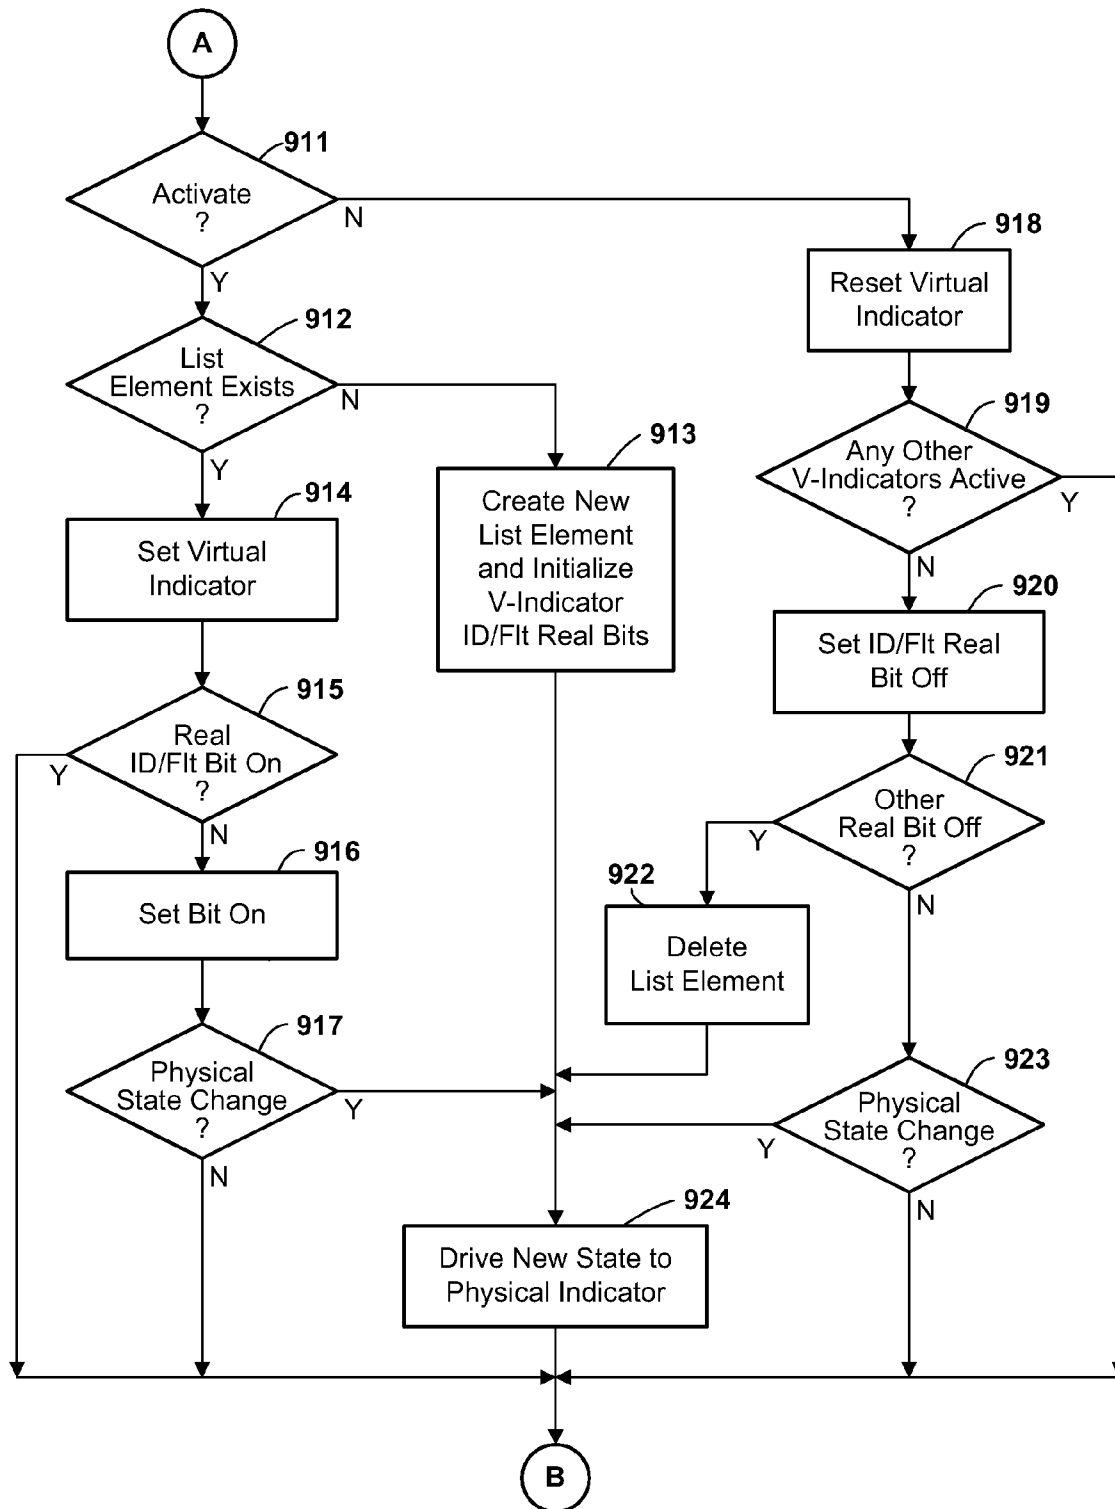 A
911
Activate
?
N
Y
918
Reset Virtual
Indicator
912
List
Element Exists
?
N
Y
919
Any Other
V-Indicators Active
?
Y
N
913
Create New
List Element
and Initialize
V-Indicator
ID/Flt Real Bits
914
Set Virtual
Indicator
920
Set ID/Flt Real
Bit Off
915
Real
ID/Flt Bit On
?
Y
N
921
Other
Real Bit Off
?
Y
N
916
Set Bit On
922
Delete
List Element
917
Physical
State Change
?
Y
N
923
Physical
State Change
?
Y
N
924
Drive New State to
Physical Indicator
B